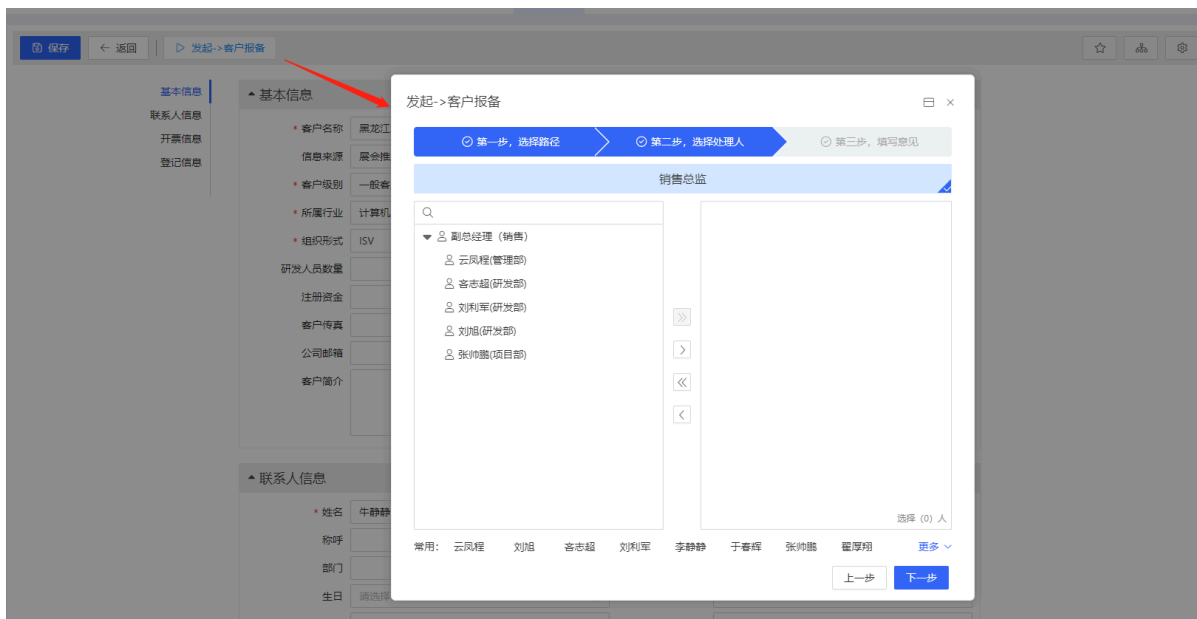 保存
返回
发起->客户报备
基本信息
联系人信息
开票信息
登记信息
基本信息
* 客户名称 黑龙江
信息来源 展会推
* 客户级别 一般客
* 所属行业 计算机
* 组织形式 ISV
研发人员数量
注册资金
客户传真
公司邮箱
客户简介
联系人信息
* 姓名 牛静静
称呼
部门
生日 请选择
发起->客户报备
第一步，选择路径
第二步，选择处理人
第三步，填写意见
销售总监
副总经理（销售）
云凤程(管理部)
吝志超(研发部)
刘利军(研发部)
刘旭(研发部)
张帅鹏(项目部)
选择 (0) 人
常用: 云凤程 刘旭 吝志超 刘利军 李静静 于春辉 张帅鹏 翟厚翔 更多
上一步 下一步